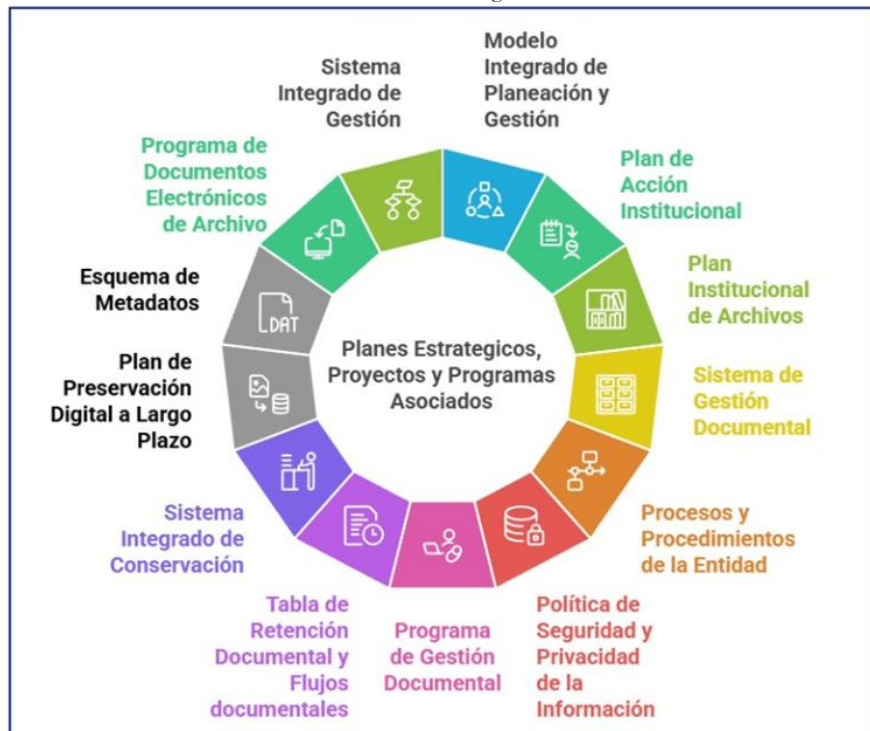 Modelo
Integrado de
Planeación y
Gestión
Plan de
Acción
Institucional
Plan
Institucional
de Archivos
Sistema de
Gestión
Documental
Procesos y
Procedimientos
de la Entidad
Política de
Seguridad y
Privacidad
de la
Información
Programa
de Gestión
Documental
Tabla de
Retención
Documental y
Flujos
documentales
Sistema
Integrado de
Conservación
Plan de
Preservación
Digital a Largo
Plazo
Esquema de
Metadatos
DAT
Programa de
Documentos
Electrónicos
de Archivo
Sistema
Integrado de
Gestión
Planes Estrategicos,
Proyectos y Programas
Asociados